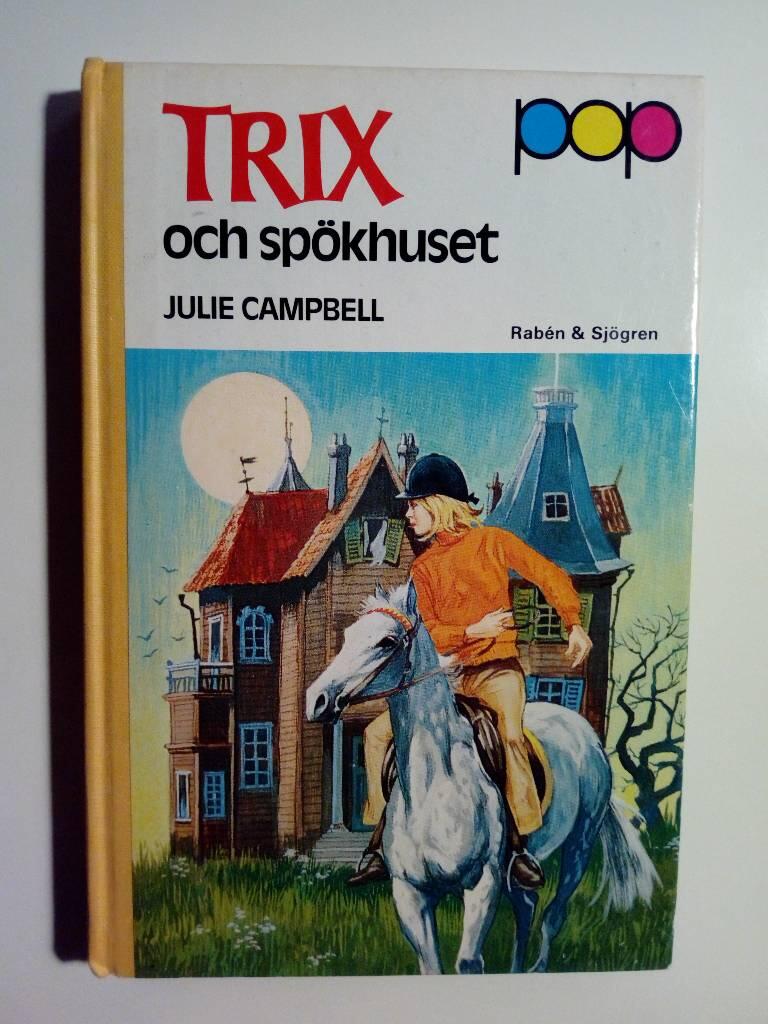 TRIX
pop
och spökhuset
JULIE CAMPBELL
Rabén & Sjögren